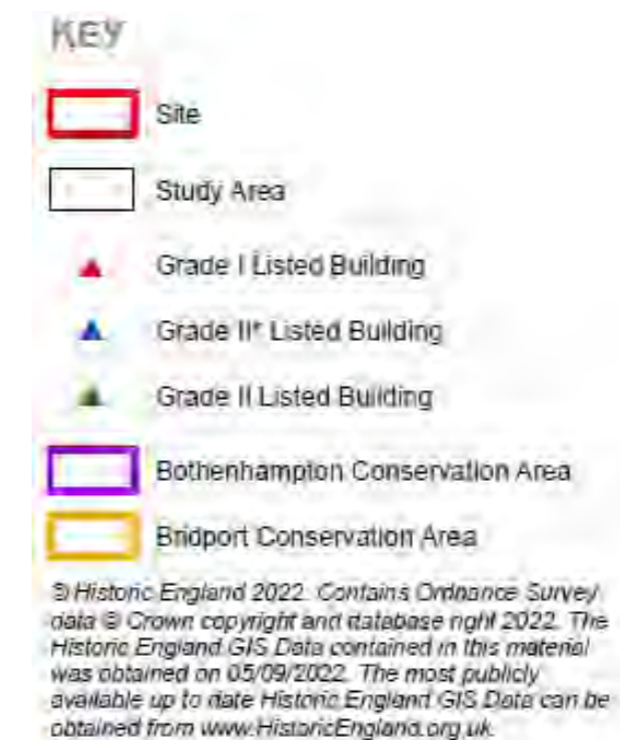 KEY
Site
Study Area
Grade I Listed Building
Grade II* Listed Building
Grade II Listed Building
Bothenhampton Conservation Area
Bridport Conservation Area
© Historic England 2022. Contains Ordnance Survey
data © Crown copyright and database right 2022. The
Historic England GIS Data contained in this material
was obtained on 05/09/2022. The most publicly
available up to date Historic England GIS Data can be
obtained from www.HistoricEngland.org.uk.